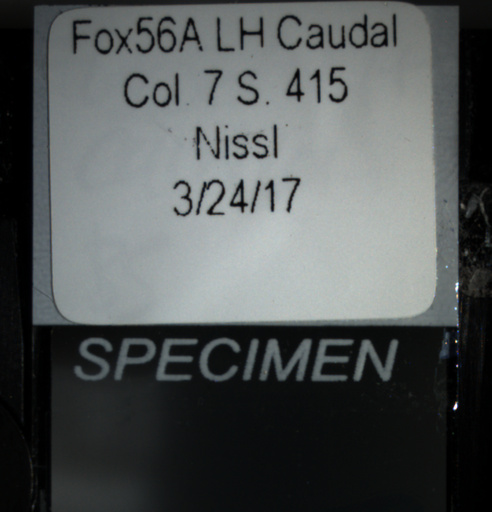 Fox56A LH Caudal
Col. 7 S. 415
Nissl
3/24/17
SPECIMEN